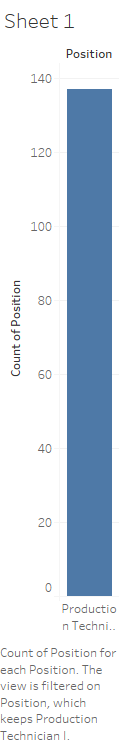 Sheet 1
Position
140
120
100
80
60
40
20
0
Count of Position
Productio
n Techni..
Count of Position for
each Position. The
view is filtered on
Position, which
keeps Production
Technician I.